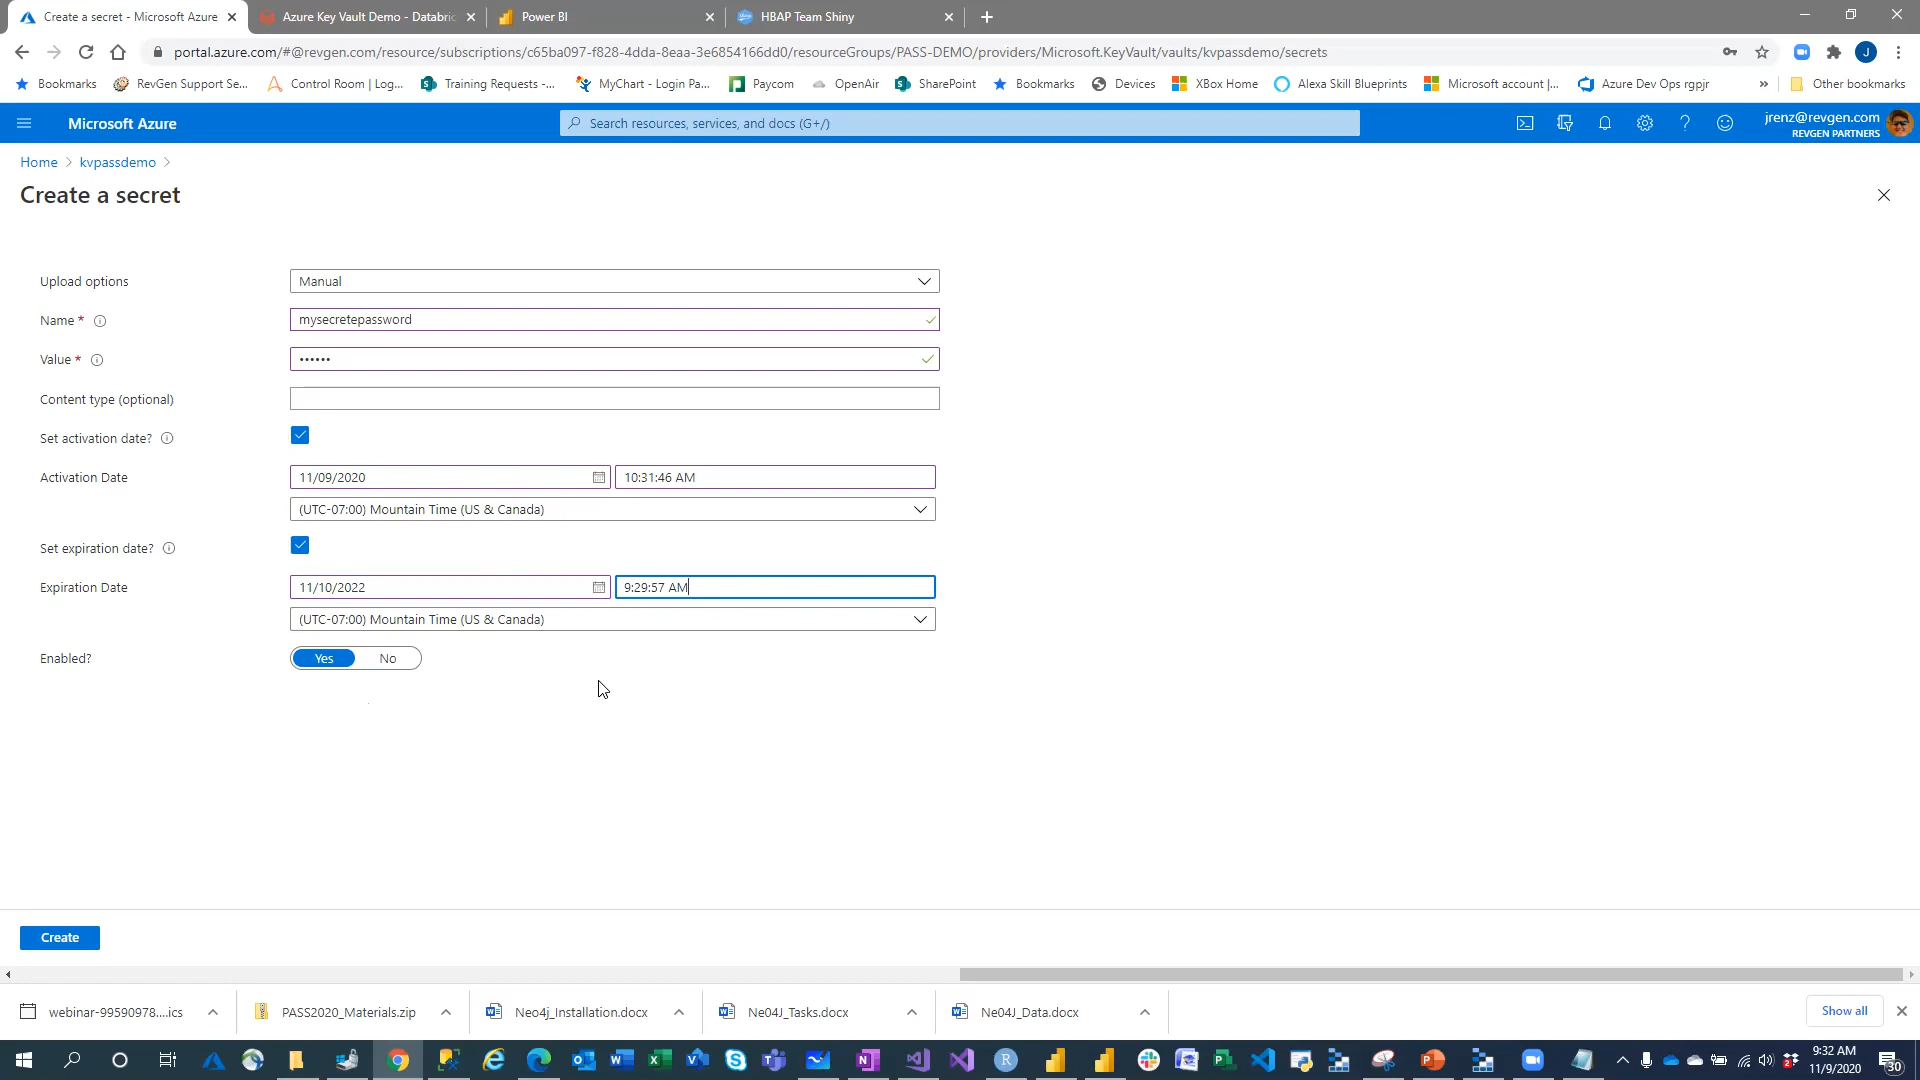 Create a secret - Microsoft Azure
Azure Key Vault Demo - Databric
Power BI
HBAP Team Shiny
portal.azure.com/#@revgen.com/resource/subscriptions/c65ba097-f828-4dda-8eaa-3e6854166dd0/resourceGroups/PASS-DEMO/providers/Microsoft.KeyVault/vaults/kvpassdemo/secrets
J
Bookmarks
RevGen Support Se...
Control Room | Log...
Training Requests -...
MyChart - Login Pa...
Paycom
OpenAir
SharePoint
Bookmarks
Devices
XBox Home
Alexa Skill Blueprints
Microsoft account |...
Azure Dev Ops rgpjr
»
Other bookmarks
Microsoft Azure
Search resources, services, and docs (G+/)
jrenz@revgen.com
REVGEN PARTNERS
Home > kvpassdemo >
Create a secret
Upload options
Manual
Name *
mysecretepassword
Value *
••••••
Content type (optional)
Set activation date?
Activation Date
11/09/2020
10:31:46 AM
(UTC-07:00) Mountain Time (US & Canada)
Set expiration date?
Expiration Date
11/10/2022
9:29:57 AM
(UTC-07:00) Mountain Time (US & Canada)
Enabled?
Yes
No
Create
webinar-99590978....ics
PASS2020_Materials.zip
Neo4j_Installation.docx
Ne04J_Tasks.docx
Ne04J_Data.docx
Show all
9:32 AM
11/9/2020
30